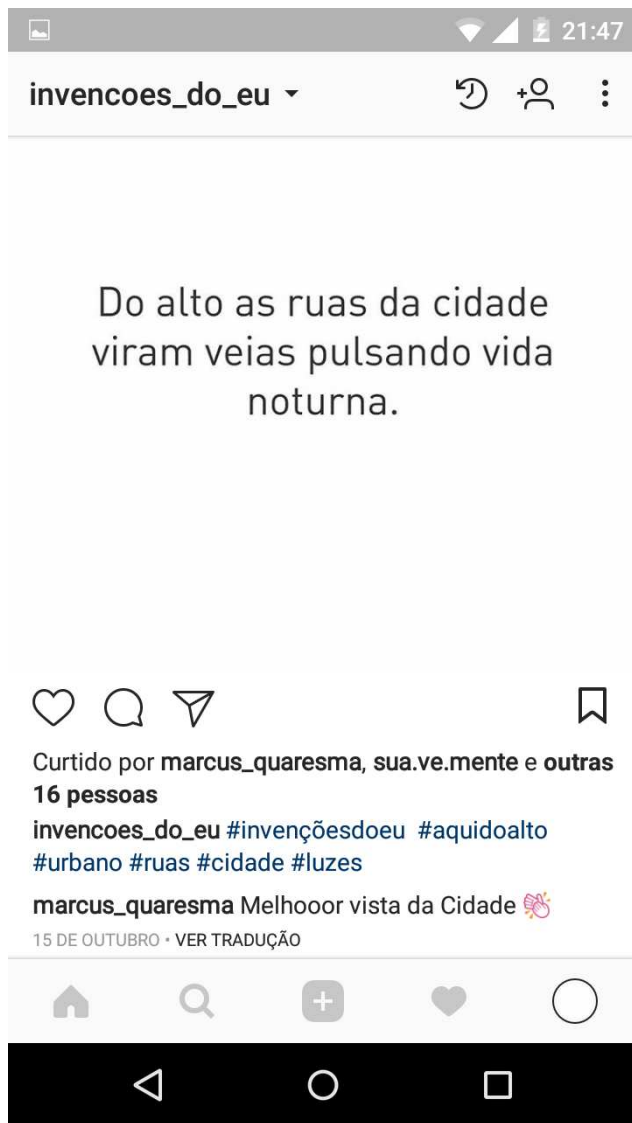 21:47
invencoes_do_eu
Do alto as ruas da cidade
viram veias pulsando vida
noturna.
Curtido por marcus_quaresma, sua.ve.mente e outras
16 pessoas
invencoes_do_eu #invençõesdoeu #aquidoalto
#urbano #ruas #cidade #luzes
marcus_quaresma Melhooor vista da Cidade 👏
15 DE OUTUBRO • VER TRADUÇÃO